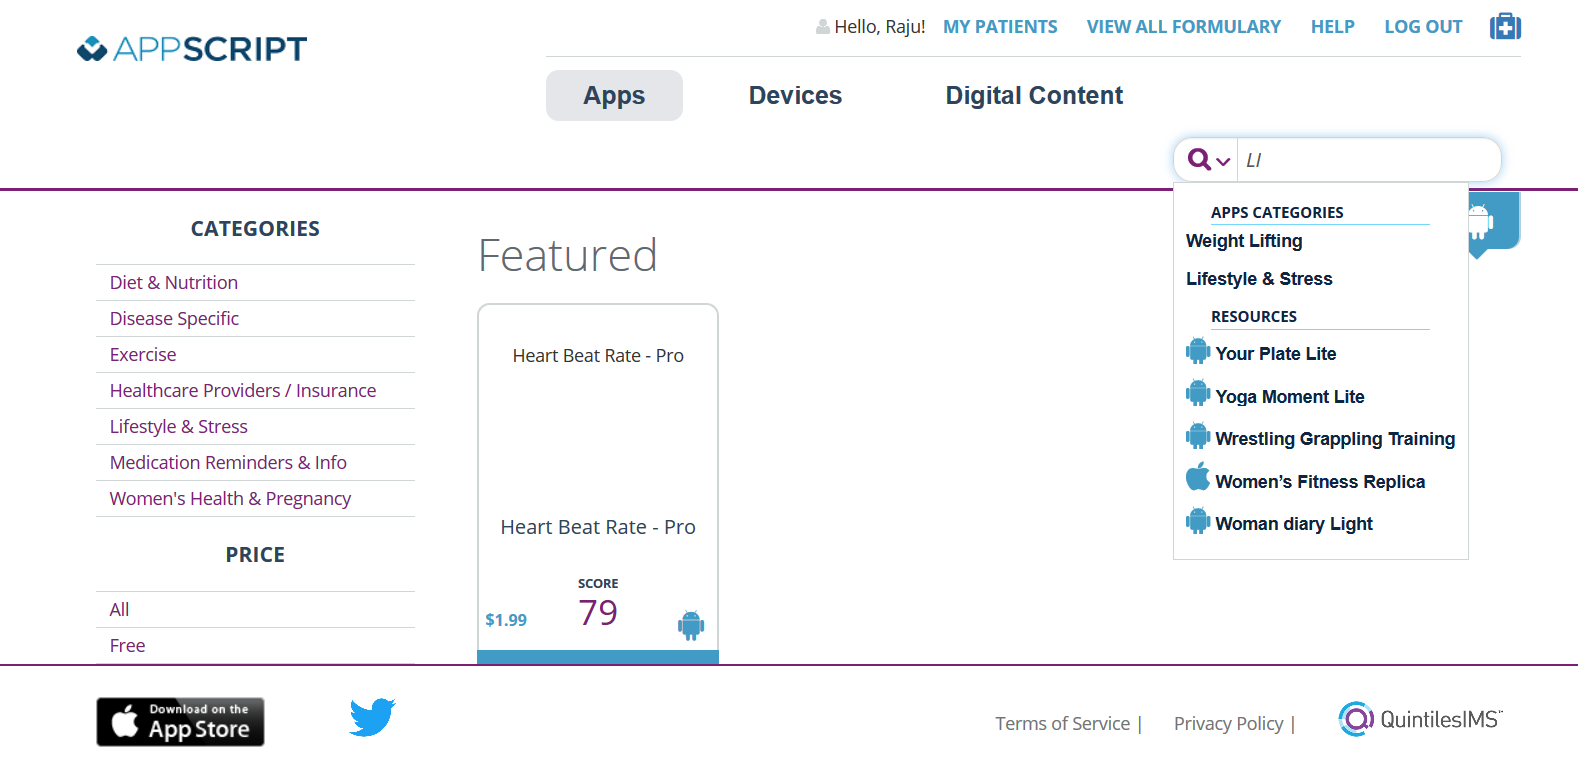 APPSCRIPT
Hello, Raju! MY PATIENTS VIEW ALL FORMULARY HELP LOG OUT
Apps Devices Digital Content
LI
APPS CATEGORIES
Weight Lifting
Lifestyle & Stress
RESOURCES
Your Plate Lite
Yoga Moment Lite
Wrestling Grappling Training
Women’s Fitness Replica
Woman diary Light
CATEGORIES
Diet & Nutrition
Disease Specific
Exercise
Healthcare Providers / Insurance
Lifestyle & Stress
Medication Reminders & Info
Women's Health & Pregnancy
PRICE
All
Free
Featured
Heart Beat Rate - Pro
Heart Beat Rate - Pro
SCORE
79
$1.99
Download on the
App Store
Terms of Service | Privacy Policy |
QuintilesIMS™